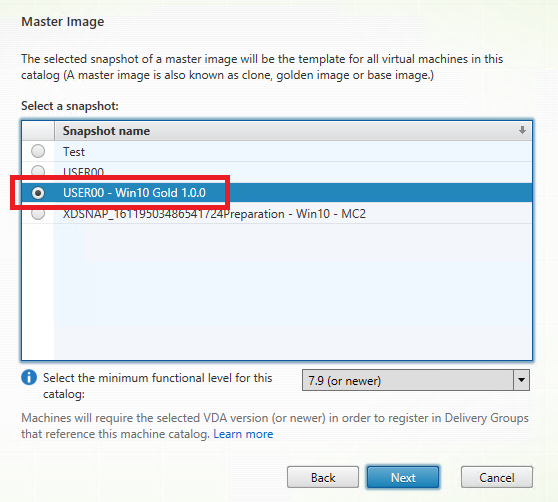 Master Image
The selected snapshot of a master image will be the template for all virtual machines in this
catalog (A master image is also known as clone, golden image or base image.)
Select a snapshot:
Snapshot name
Test
USER00
USER00 - Win10 Gold 1.0.0
XDSNAP_16119503486541724Preparation - Win10 - MC2
Select the minimum functional level for this
catalog:
7.9 (or newer)
Machines will require the selected VDA version (or newer) in order to register in Delivery Groups
that reference this machine catalog. Learn more
Back
Next
Cancel